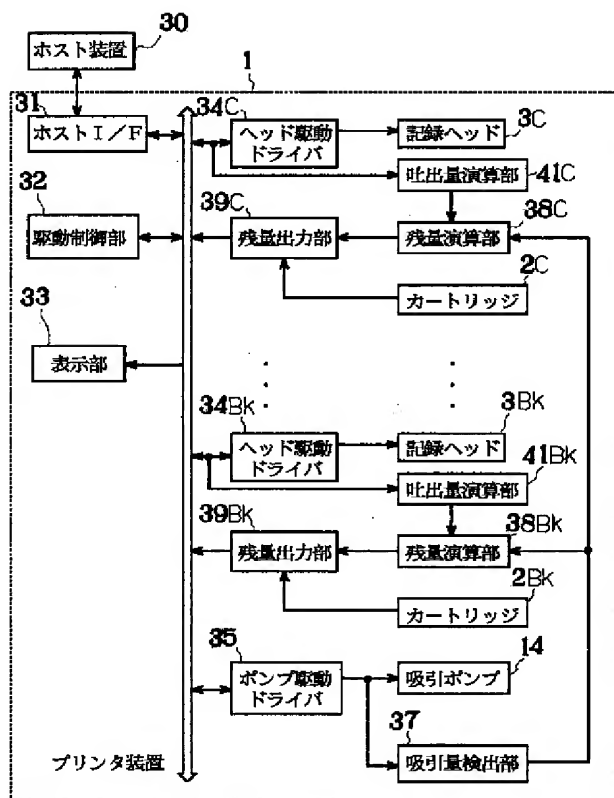 30
ホスト装置
1
31
ホストI/F
34C
ヘッド駆動
ドライバ
3C
記録ヘッド
41C
吐出量演算部
32
駆動制御部
39C
残量出力部
38C
残量演算部
2C
カートリッジ
33
表示部
34Bk
ヘッド駆動
ドライバ
3Bk
記録ヘッド
41Bk
吐出量演算部
39Bk
残量出力部
38Bk
残量演算部
2Bk
カートリッジ
35
ポンプ駆動
ドライバ
14
吸引ポンプ
37
吸引量検出部
プリンタ装置